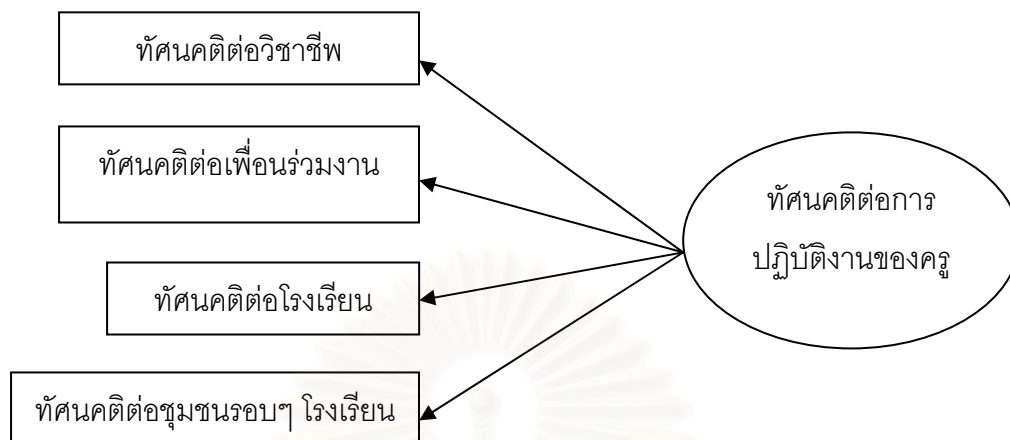 ทัศนคติต่อวิชาชีพ
ทัศนคติต่อเพื่อนร่วมงาน
ทัศนคติต่อโรงเรียน
ทัศนคติต่อชุมชนรอบๆ โรงเรียน
ทัศนคติต่อการ
ปฏิบัติงานของครู